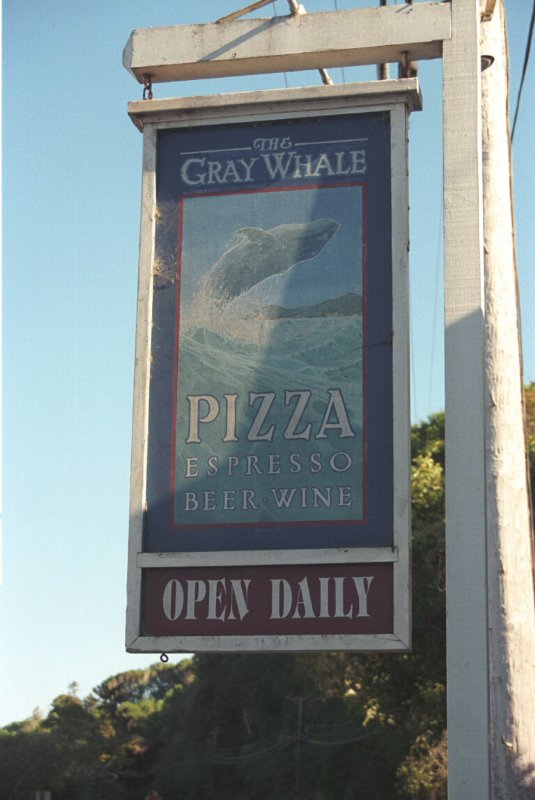 THE
GRAY WHALE
PIZZA
ESPRESSO
BEER · WINE
OPEN DAILY